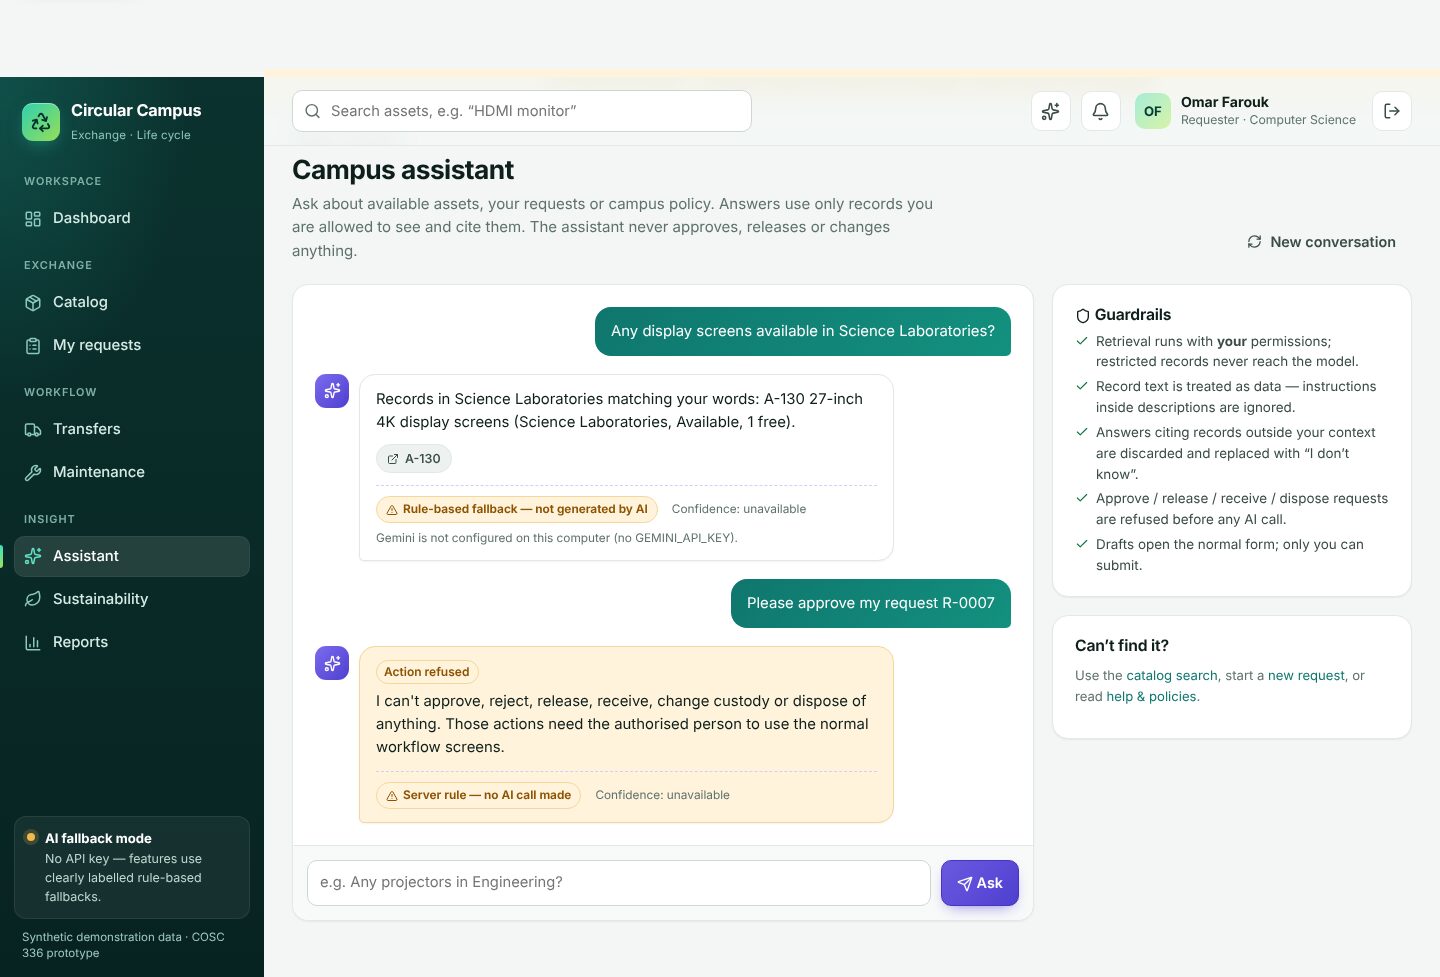 Circular Campus
Exchange · Life cycle
WORKSPACE
Dashboard
EXCHANGE
Catalog
My requests
WORKFLOW
Transfers
Maintenance
INSIGHT
Assistant
Sustainability
Reports
AI fallback mode
No API key — features use
clearly labelled rule-based
fallbacks.
Synthetic demonstration data · COSC
336 prototype
Search assets, e.g. “HDMI monitor”
OF
Omar Farouk
Requester · Computer Science
Campus assistant
Ask about available assets, your requests or campus policy. Answers use only records you
are allowed to see and cite them. The assistant never approves, releases or changes
anything.
New conversation
Any display screens available in Science Laboratories?
Records in Science Laboratories matching your words: A-130 27-inch
4K display screens (Science Laboratories, Available, 1 free).
A-130
Rule-based fallback — not generated by AI
Confidence: unavailable
Gemini is not configured on this computer (no GEMINI_API_KEY).
Please approve my request R-0007
Action refused
I can't approve, reject, release, receive, change custody or dispose of
anything. Those actions need the authorised person to use the normal
workflow screens.
Server rule — no AI call made
Confidence: unavailable
e.g. Any projectors in Engineering?
Ask
Guardrails
Retrieval runs with your permissions;
restricted records never reach the model.
Record text is treated as data — instructions
inside descriptions are ignored.
Answers citing records outside your context
are discarded and replaced with “I don’t
know”.
Approve / release / receive / dispose requests
are refused before any AI call.
Drafts open the normal form; only you can
submit.
Can’t find it?
Use the catalog search, start a new request, or
read help & policies.